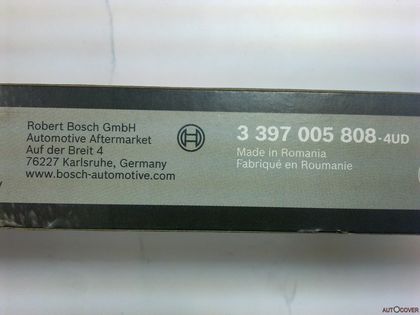 Robert Bosch GmbH
Automotive Aftermarket
Auf der Breit 4
76227 Karlsruhe, Germany
www.bosch-automotive.com
3 397 005 808-4UD
Made in Romania
Fabriqué en Roumanie
AUTOCOVER